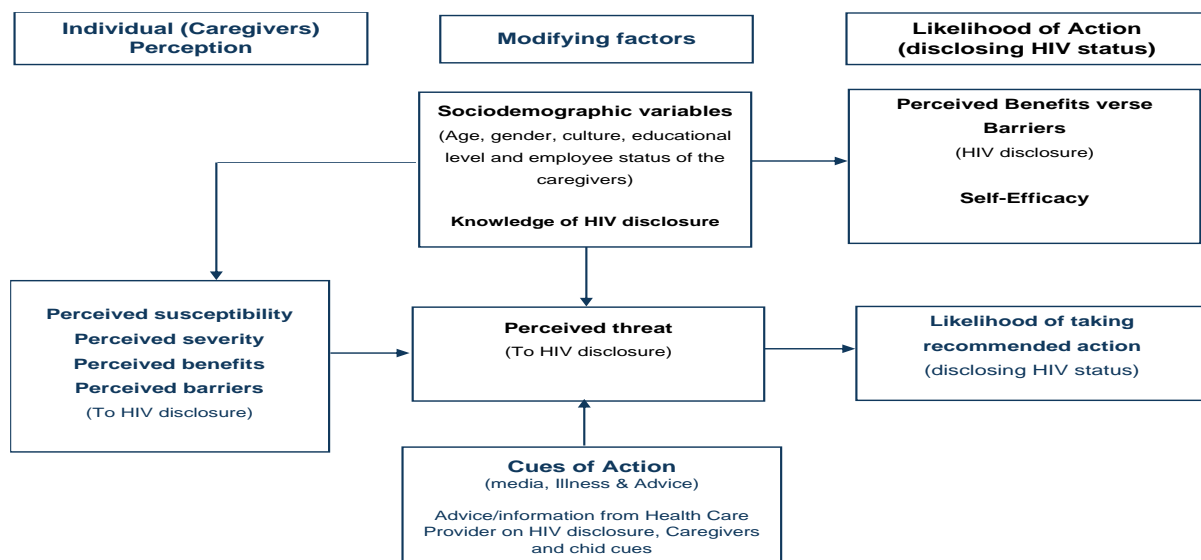 Individual (Caregivers)
Perception
Modifying factors
Likelihood of Action
(disclosing HIV status)
Sociodemographic variables
(Age, gender, culture, educational
level and employee status of the
caregivers)
Knowledge of HIV disclosure
Perceived Benefits verse
Barriers
(HIV disclosure)
Self-Efficacy
Perceived susceptibility
Perceived severity
Perceived benefits
Perceived barriers
(To HIV disclosure)
Perceived threat
(To HIV disclosure)
Likelihood of taking
recommended action
(disclosing HIV status)
Cues of Action
(media, Illness & Advice)
Advice/information from Health Care
Provider on HIV disclosure, Caregivers
and chid cues